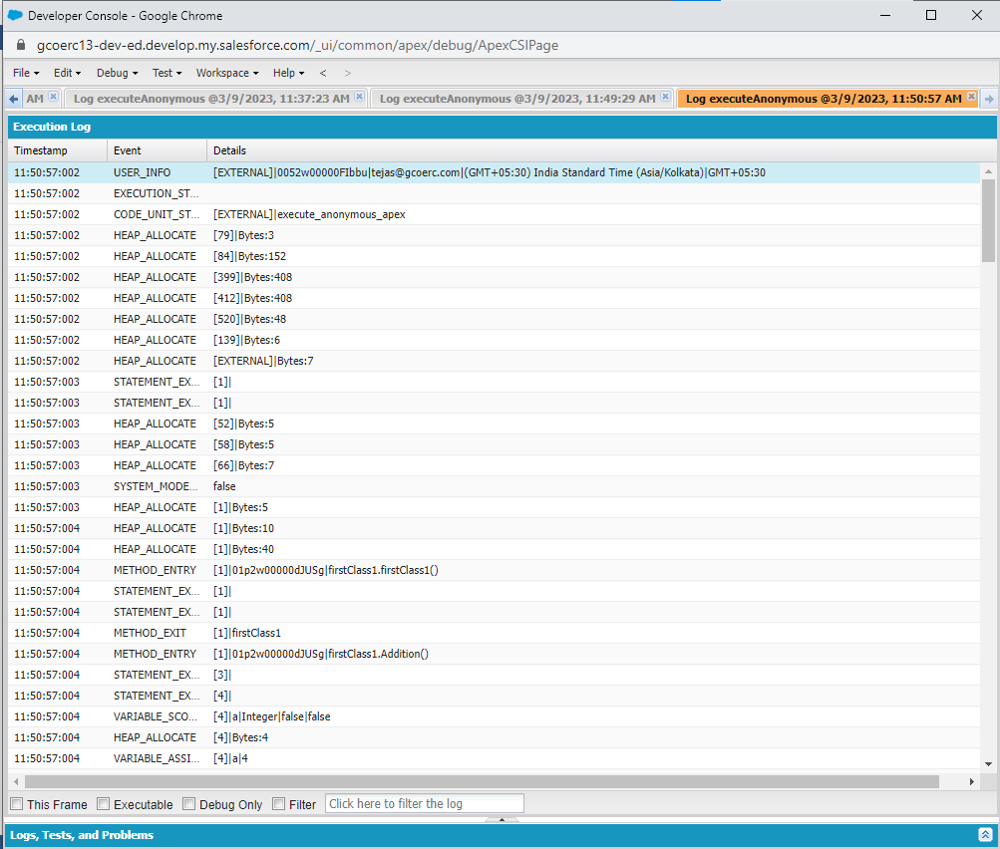 Developer Console - Google Chrome
gcoerc13-dev-ed.develop.my.salesforce.com/_ui/common/apex/debug/ApexCSIPage
File Edit Debug Test Workspace Help < >
AM Log executeAnonymous @3/9/2023, 11:37:23 AM Log executeAnonymous @3/9/2023, 11:49:29 AM Log executeAnonymous @3/9/2023, 11:50:57 AM
Execution Log
Timestamp Event Details
11:50:57:002 USER_INFO [EXTERNAL]|0052w00000FIbbu|tejas@gcoerc.com|(GMT+05:30) India Standard Time (Asia/Kolkata)|GMT+05:30
11:50:57:002 EXECUTION_ST...
11:50:57:002 CODE_UNIT_ST... [EXTERNAL]|execute_anonymous_apex
11:50:57:002 HEAP_ALLOCATE [79]|Bytes:3
11:50:57:002 HEAP_ALLOCATE [84]|Bytes:152
11:50:57:002 HEAP_ALLOCATE [399]|Bytes:408
11:50:57:002 HEAP_ALLOCATE [412]|Bytes:408
11:50:57:002 HEAP_ALLOCATE [520]|Bytes:48
11:50:57:002 HEAP_ALLOCATE [139]|Bytes:6
11:50:57:002 HEAP_ALLOCATE [EXTERNAL]|Bytes:7
11:50:57:003 STATEMENT_EX... [1]|
11:50:57:003 STATEMENT_EX... [1]|
11:50:57:003 HEAP_ALLOCATE [52]|Bytes:5
11:50:57:003 HEAP_ALLOCATE [58]|Bytes:5
11:50:57:003 HEAP_ALLOCATE [66]|Bytes:7
11:50:57:003 SYSTEM_MODE... false
11:50:57:003 HEAP_ALLOCATE [1]|Bytes:5
11:50:57:004 HEAP_ALLOCATE [1]|Bytes:10
11:50:57:004 HEAP_ALLOCATE [1]|Bytes:40
11:50:57:004 METHOD_ENTRY [1]|01p2w00000dJUSg|firstClass1.firstClass1()
11:50:57:004 STATEMENT_EX... [1]|
11:50:57:004 STATEMENT_EX... [1]|
11:50:57:004 METHOD_EXIT [1]|firstClass1
11:50:57:004 METHOD_ENTRY [1]|01p2w00000dJUSg|firstClass1.Addition()
11:50:57:004 STATEMENT_EX... [3]|
11:50:57:004 STATEMENT_EX... [4]|
11:50:57:004 VARIABLE_SCO... [4]|a|Integer|false|false
11:50:57:004 HEAP_ALLOCATE [4]|Bytes:4
11:50:57:004 VARIABLE_ASSI... [4]|a|4
This Frame Executable Debug Only Filter Click here to filter the log
Logs, Tests, and Problems